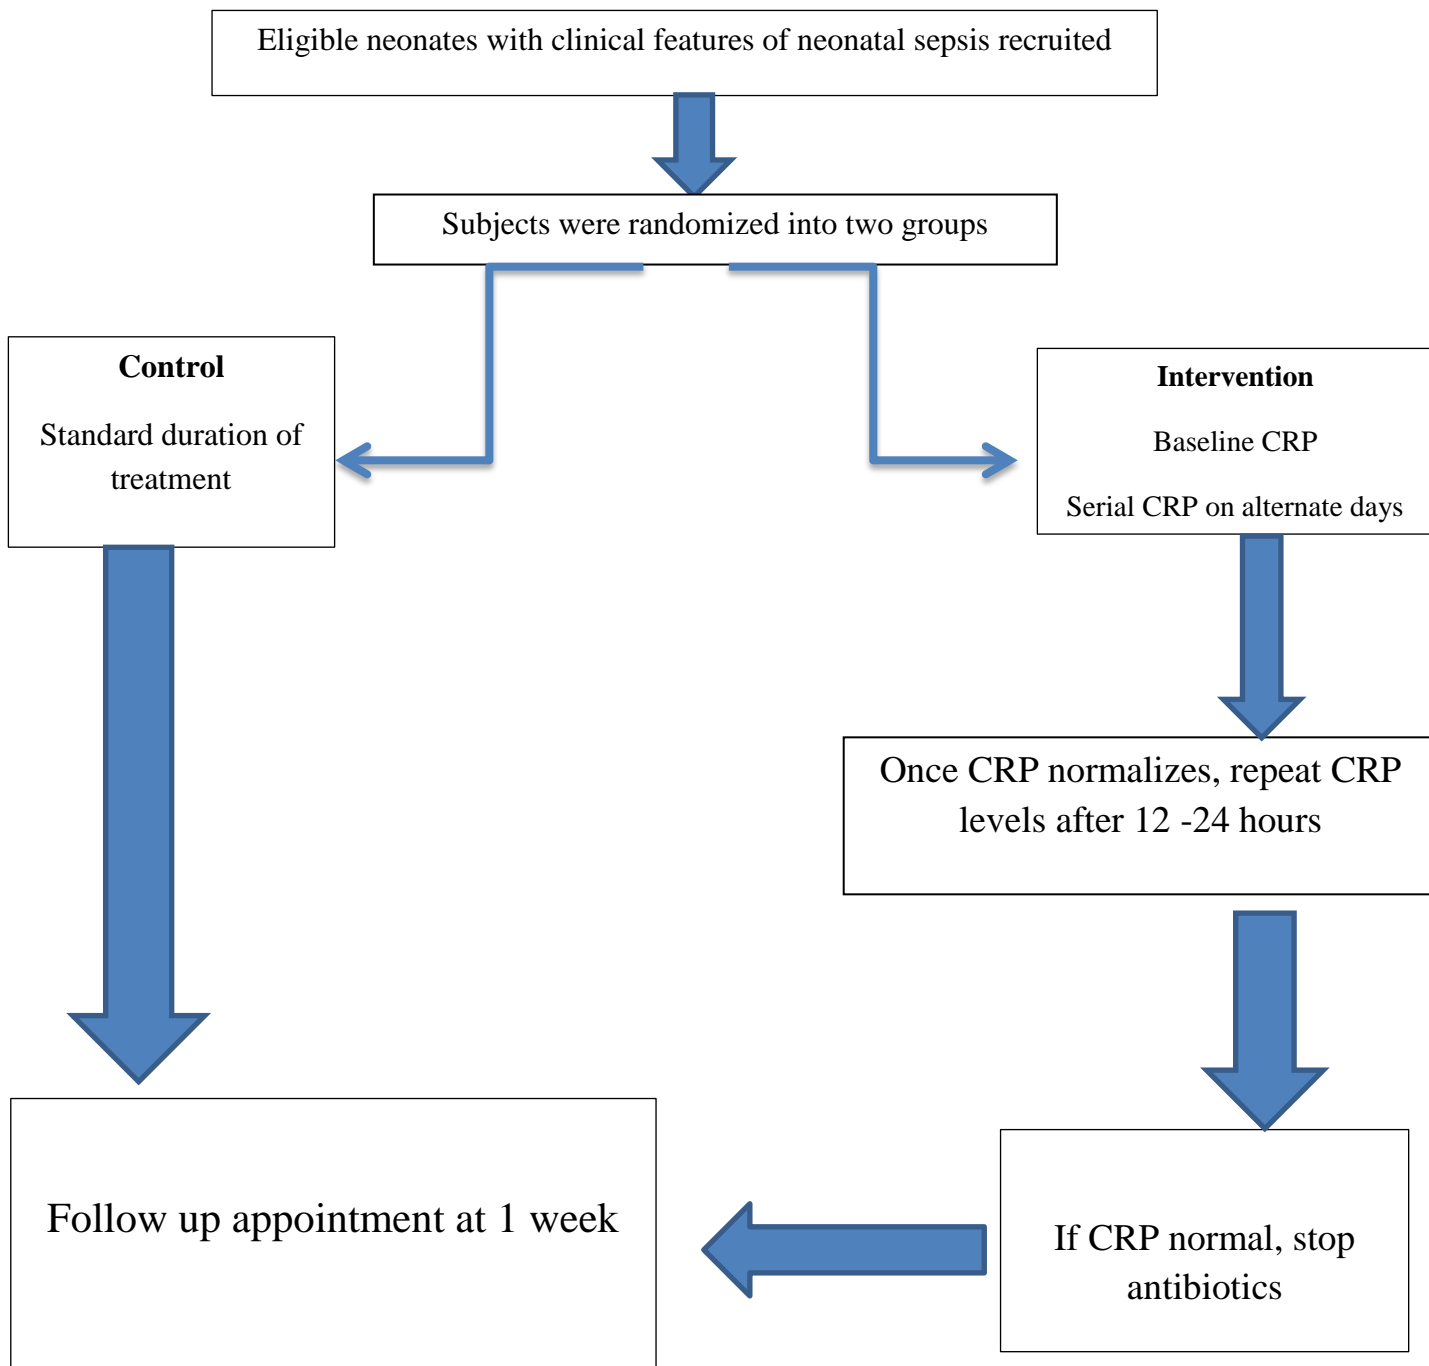 Eligible neonates with clinical features of neonatal sepsis recruited
Subjects were randomized into two groups
Control
Standard duration of
treatment
Intervention
Baseline CRP
Serial CRP on alternate days
Once CRP normalizes, repeat CRP
levels after 12 -24 hours
If CRP normal, stop
antibiotics
Follow up appointment at 1 week